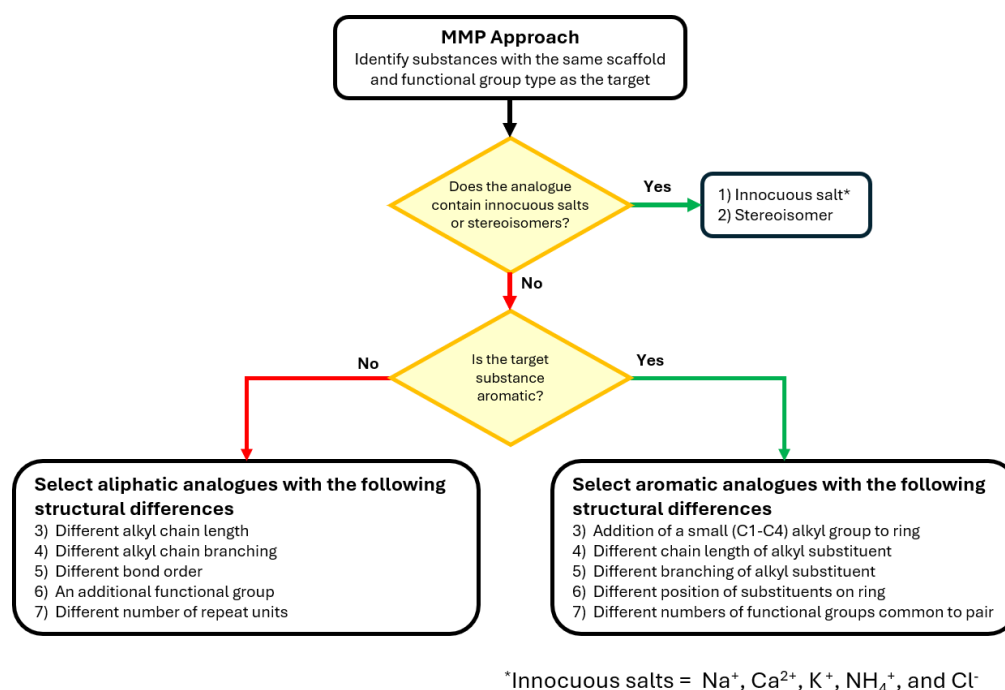 MMP Approach
Identify substances with the same scaffold
and functional group type as the target
Does the analogue
contain innocuous salts
or stereoisomers?
Yes
1) Innocuous salt*
2) Stereoisomer
No
Is the target
substance
aromatic?
No
Yes
Select aliphatic analogues with the following
structural differences
3) Different alkyl chain length
4) Different alkyl chain branching
5) Different bond order
6) An additional functional group
7) Different number of repeat units
Select aromatic analogues with the following
structural differences
3) Addition of a small (C1-C4) alkyl group to ring
4) Different chain length of alkyl substituent
5) Different branching of alkyl substituent
6) Different position of substituents on ring
7) Different numbers of functional groups common to pair
*Innocuous salts = Na⁺, Ca²⁺, K⁺, NH₄⁺, and Cl⁻